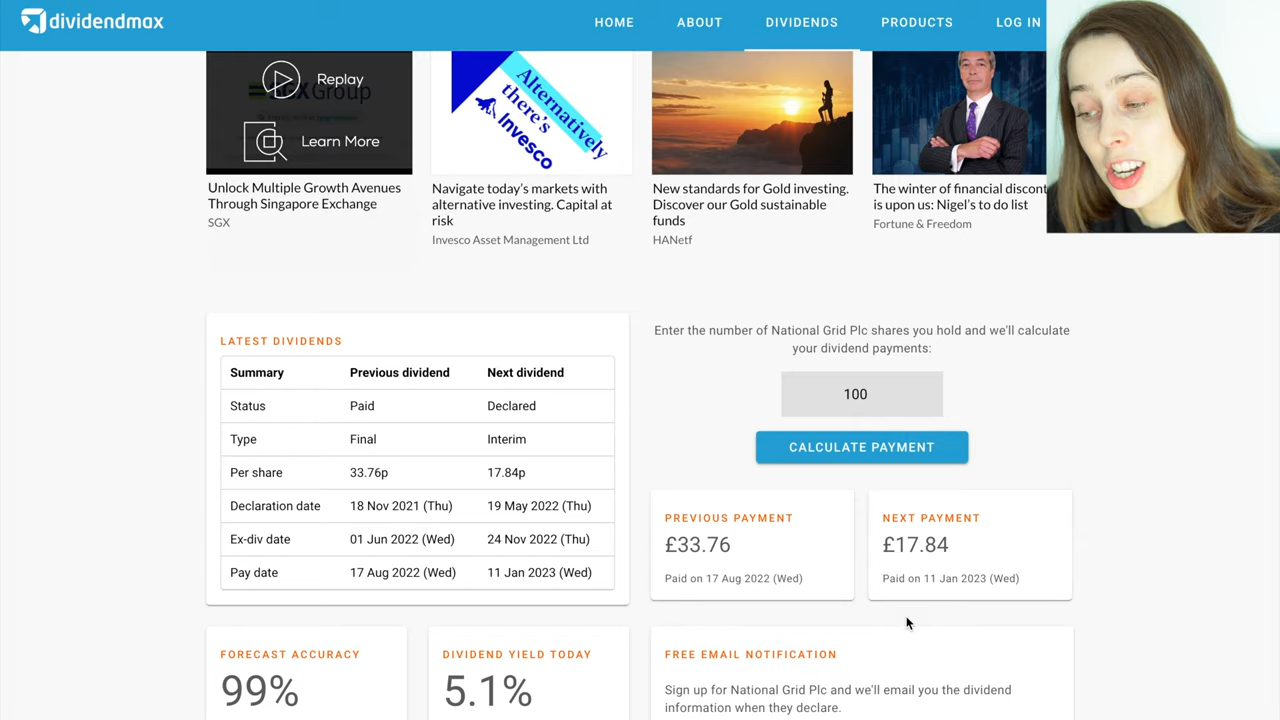 dividendmax
HOME ABOUT DIVIDENDS PRODUCTS LOG IN
Replay
Learn More
Alternatively
there's
Invesco
Unlock Multiple Growth Avenues
Through Singapore Exchange
SGX
Navigate today's markets with
alternative investing. Capital at
risk
Invesco Asset Management Ltd
New standards for Gold investing.
Discover our Gold sustainable
funds
HANetf
The winter of financial discont
is upon us: Nigel's to do list
Fortune & Freedom
LATEST DIVIDENDS
Summary Previous dividend Next dividend
Status Paid Declared
Type Final Interim
Per share 33.76p 17.84p
Declaration date 18 Nov 2021 (Thu) 19 May 2022 (Thu)
Ex-div date 01 Jun 2022 (Wed) 24 Nov 2022 (Thu)
Pay date 17 Aug 2022 (Wed) 11 Jan 2023 (Wed)
Enter the number of National Grid Plc shares you hold and we'll calculate
your dividend payments:
100
CALCULATE PAYMENT
PREVIOUS PAYMENT
£33.76
Paid on 17 Aug 2022 (Wed)
NEXT PAYMENT
£17.84
Paid on 11 Jan 2023 (Wed)
FORECAST ACCURACY
99%
DIVIDEND YIELD TODAY
5.1%
FREE EMAIL NOTIFICATION
Sign up for National Grid Plc and we'll email you the dividend
information when they declare.